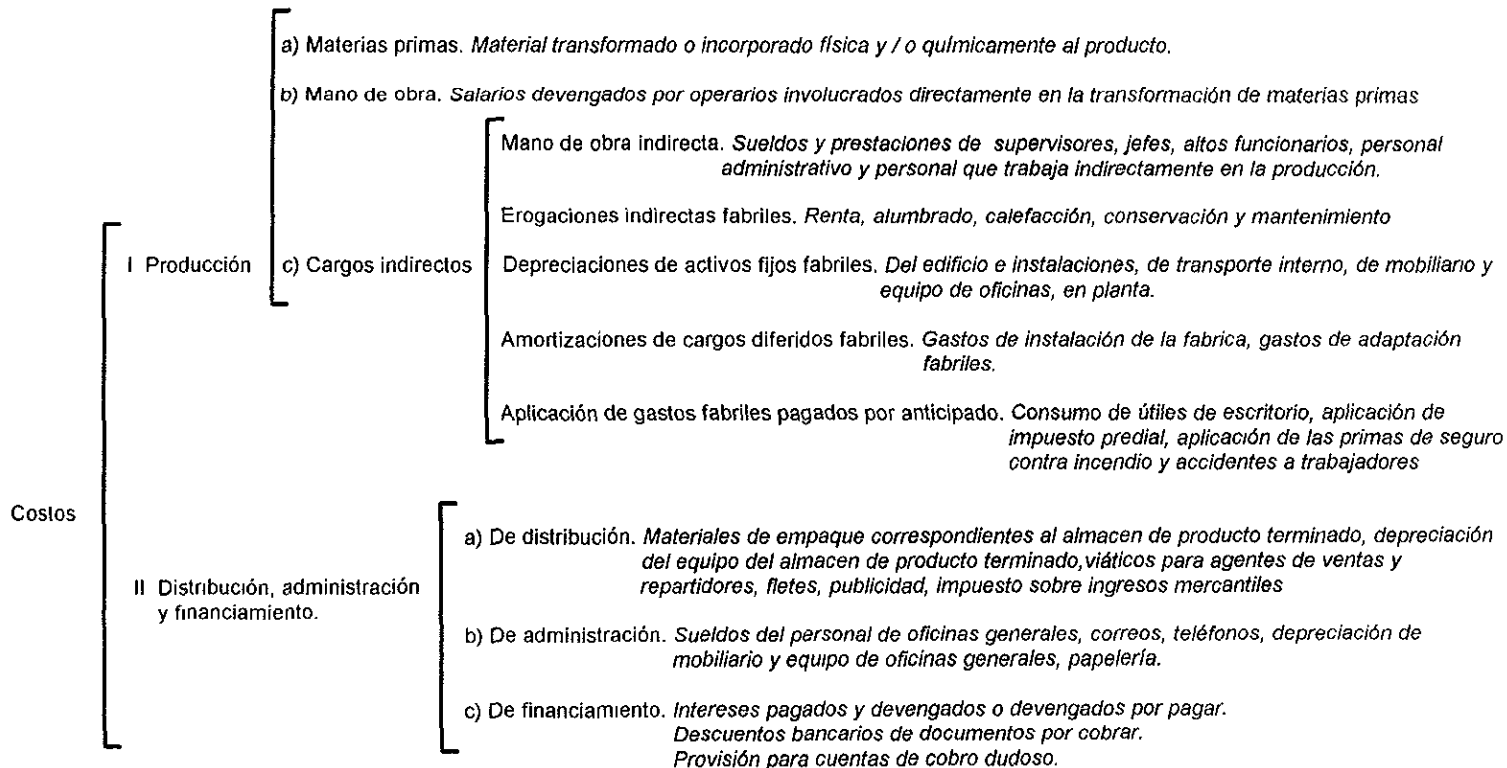 a) Materias primas. Material transformado o incorporado física y / o químicamente al producto.
b) Mano de obra. Salarios devengados por operarios involucrados directamente en la transformación de materias primas
Mano de obra indirecta. Sueldos y prestaciones de supervisores, jefes, altos funcionarios, personal
administrativo y personal que trabaja indirectamente en la producción.
Erogaciones indirectas fabriles. Renta, alumbrado, calefacción, conservación y mantenimiento
I Producción
c) Cargos indirectos
Depreciaciones de activos fijos fabriles. Del edificio e instalaciones, de transporte interno, de mobiliario y
equipo de oficinas, en planta.
Amortizaciones de cargos diferidos fabriles. Gastos de instalación de la fabrica, gastos de adaptación
fabriles.
Aplicación de gastos fabriles pagados por anticipado. Consumo de útiles de escritorio, aplicación de
impuesto predial, aplicación de las primas de seguro
contra incendio y accidentes a trabajadores
Costos
a) De distribución. Materiales de empaque correspondientes al almacen de producto terminado, depreciación
del equipo del almacen de producto terminado,viáticos para agentes de ventas y
repartidores, fletes, publicidad, impuesto sobre ingresos mercantiles
II Distribución, administración
y financiamiento.
b) De administración. Sueldos del personal de oficinas generales, correos, teléfonos, depreciación de
mobiliario y equipo de oficinas generales, papelería.
c) De financiamiento. Intereses pagados y devengados o devengados por pagar.
Descuentos bancarios de documentos por cobrar.
Provisión para cuentas de cobro dudoso.